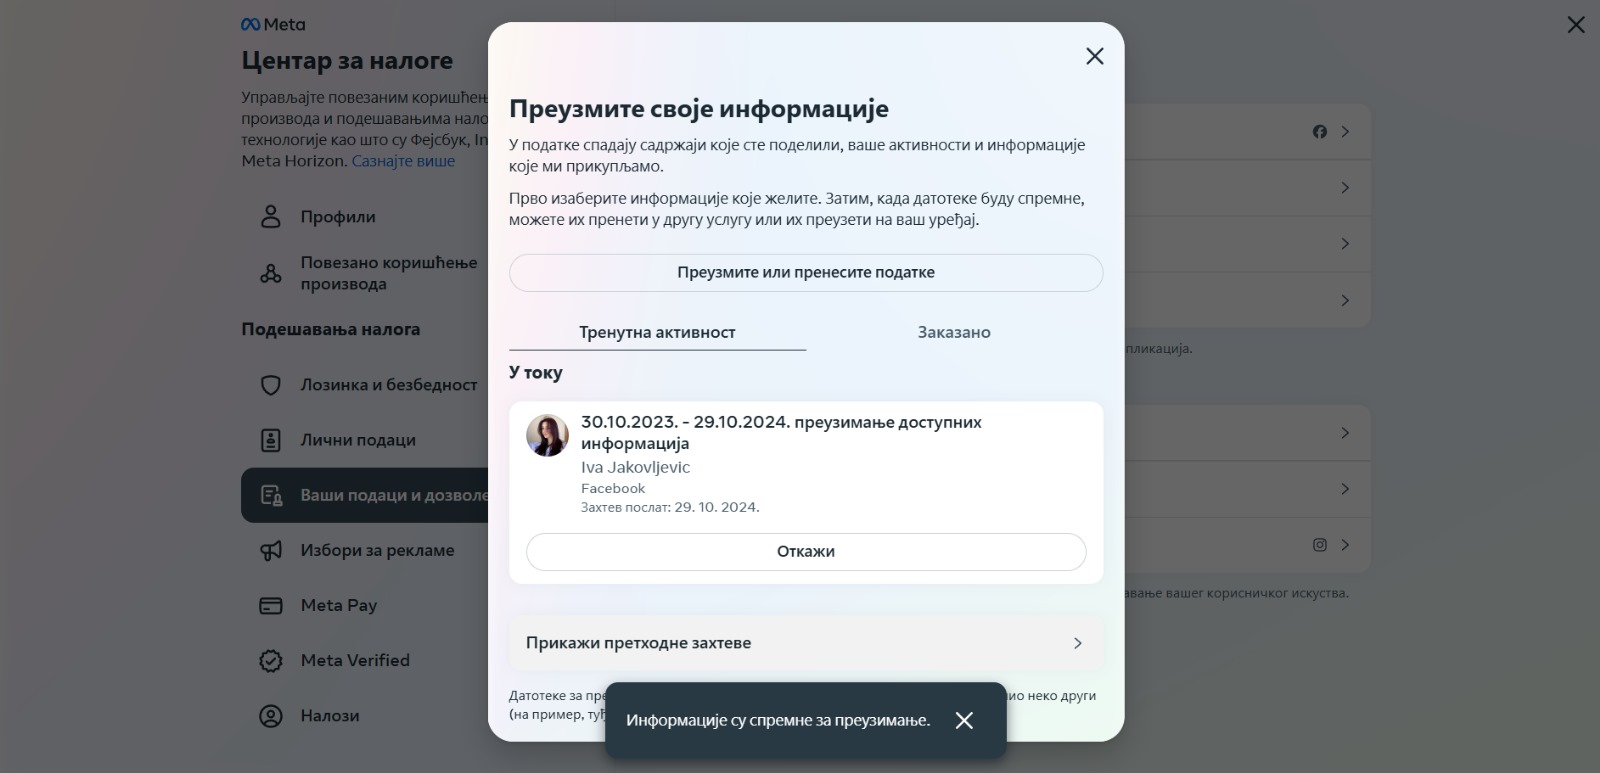 Meta
Центар за налоге
Управљајте повезаним коришћењ
производа и подешавањима нало
технологије као што су Фејсбук, In
Meta Horizon. Сазнајте више
Профили
Повезано коришћење
производа
Подешавања налога
Лозинка и безбедност
Лични подаци
Ваши подаци и дозволе
Избори за рекламе
Meta Pay
Meta Verified
Налози
Преузмите своје информације
У податке спадају садржаји које сте поделили, ваше активности и информације
које ми прикупљамо.
Прво изаберите информације које желите. Затим, када датотеке буду спремне,
можете их пренети у другу услугу или их преузети на ваш уређај.
Преузмите или пренесите податке
Тренутна активност
Заказано
У току
30.10.2023. - 29.10.2024. преузимање доступних
информација
Iva Jakovljevic
Facebook
Захтев послат: 29. 10. 2024.
Откажи
Прикажи претходне захтеве
Датотеке за пре
ио неко други
(на пример, туђ
Информације су спремне за преузимање.
пликација.
авање вашег корисничког искуства.